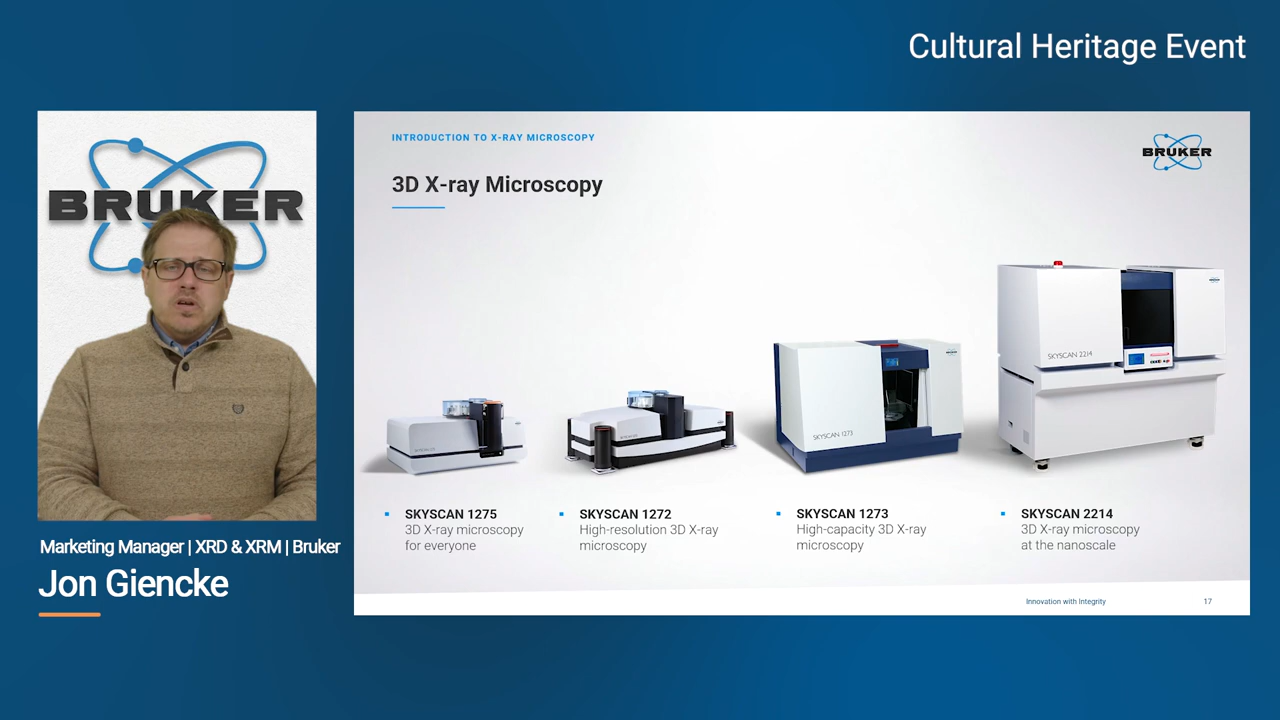 Cultural Heritage Event
BRUKER
Marketing Manager | XRD & XRM | Bruker
Jon Giencke
INTRODUCTION TO X-RAY MICROSCOPY
BRUKER
3D X-ray Microscopy
SKYSCAN 1273
SKYSCAN 2214
SKYSCAN 1275
3D X-ray microscopy
for everyone
SKYSCAN 1272
High-resolution 3D X-ray
microscopy
SKYSCAN 1273
High-capacity 3D X-ray
microscopy
SKYSCAN 2214
3D X-ray microscopy
at the nanoscale
Innovation with Integrity
17